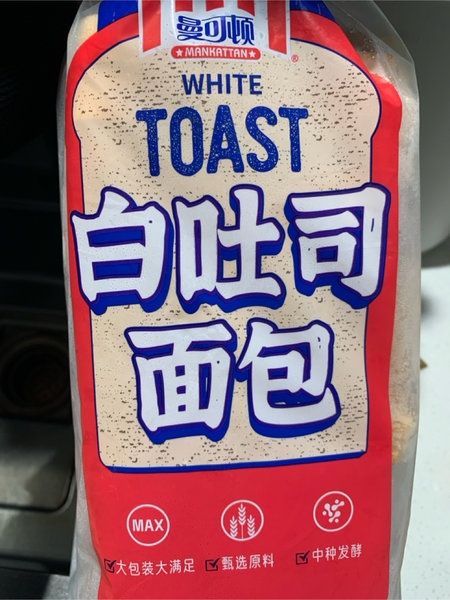 曼可顿
★MANKATTAN★
®
WHITE
TOAST
白吐司
面包
MAX
大包装大满足 甄选原料 中种发酵